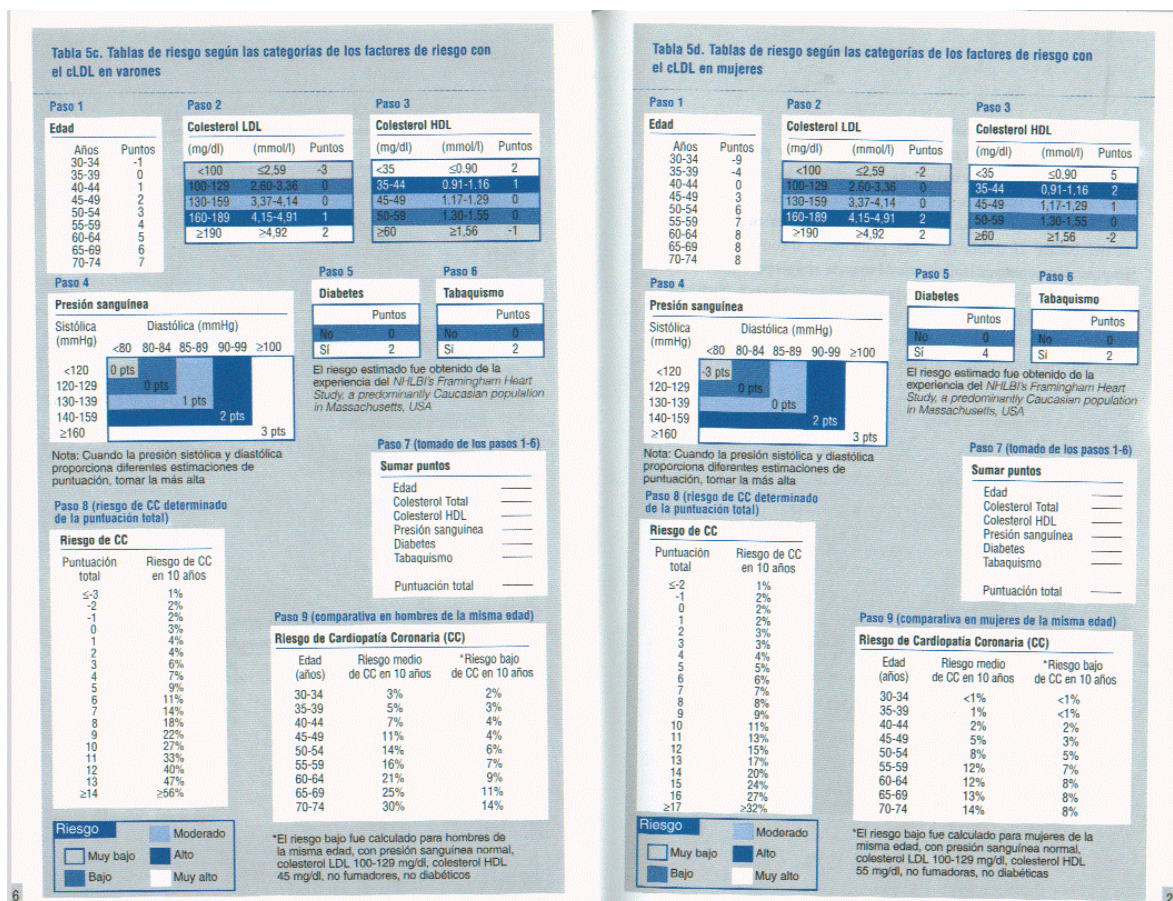 Tabla 5c. Tablas de riesgo según las categorías de los factores de riesgo con
el cLDL en varones
Paso 1
Edad
Años Puntos
30-34 -1
35-39 0
40-44 1
45-49 2
50-54 3
55-59 4
60-64 5
65-69 6
70-74 7
Paso 2
Colesterol LDL
(mg/dl) (mmol/l) Puntos
<100 ≤2,59 -3
100-129 2,60-3,36 0
130-159 3,37-4,14 0
160-189 4,15-4,91 1
≥190 >4,92 2
Paso 3
Colesterol HDL
(mg/dl) (mmol/l) Puntos
<35 ≤0,90 2
35-44 0,91-1,16 1
45-49 1,17-1,29 0
50-59 1,30-1,55 0
≥60 ≥1,56 -1
Paso 4
Presión sanguínea
Sistólica Diastólica (mmHg)
(mmHg) <80 80-84 85-89 90-99 ≥100
<120 0 pts
120-129 0 pts
130-139 1 pts
140-159 2 pts
≥160 3 pts
Nota: Cuando la presión sistólica y diastólica
proporciona diferentes estimaciones de
puntuación, tomar la más alta
Paso 5
Diabetes
Puntos
No 0
Sí 2
Paso 6
Tabaquismo
Puntos
No 0
Sí 2
El riesgo estimado fue obtenido de la
experiencia del NHLBI's Framingham Heart
Study, a predominantly Caucasian population
in Massachusetts, USA
Paso 7 (tomado de los pasos 1-6)
Sumar puntos
Edad
Colesterol Total
Colesterol HDL
Presión sanguínea
Diabetes
Tabaquismo
Puntuación total
Paso 8 (riesgo de CC determinado
de la puntuación total)
Riesgo de CC
Puntuación Riesgo de CC
total en 10 años
≤-3 1%
-2 2%
-1 2%
0 3%
1 4%
2 4%
3 6%
4 7%
5 9%
6 11%
7 14%
8 18%
9 22%
10 27%
11 33%
12 40%
13 47%
≥14 ≥56%
Paso 9 (comparativa en hombres de la misma edad)
Riesgo de Cardiopatía Coronaria (CC)
Edad Riesgo medio *Riesgo bajo
(años) de CC en 10 años de CC en 10 años
30-34 3% 2%
35-39 5% 3%
40-44 7% 4%
45-49 11% 4%
50-54 14% 6%
55-59 16% 7%
60-64 21% 9%
65-69 25% 11%
70-74 30% 14%
Riesgo
Moderado
Muy bajo Alto
Bajo Muy alto
*El riesgo bajo fue calculado para hombres de
la misma edad, con presión sanguínea normal,
colesterol LDL 100-129 mg/dl, colesterol HDL
45 mg/dl, no fumadores, no diabéticos
6
Tabla 5d. Tablas de riesgo según las categorías de los factores de riesgo con
el cLDL en mujeres
Paso 1
Edad
Años Puntos
30-34 -9
35-39 -4
40-44 0
45-49 3
50-54 6
55-59 7
60-64 8
65-69 8
70-74 8
Paso 2
Colesterol LDL
(mg/dl) (mmol/l) Puntos
<100 ≤2,59 -2
100-129 2,60-3,36 0
130-159 3,37-4,14 0
160-189 4,15-4,91 2
≥190 >4,92 2
Paso 3
Colesterol HDL
(mg/dl) (mmol/l) Puntos
<35 ≤0,90 5
35-44 0,91-1,16 2
45-49 1,17-1,29 1
50-59 1,30-1,55 0
≥60 ≥1,56 -2
Paso 4
Presión sanguínea
Sistólica Diastólica (mmHg)
(mmHg) <80 80-84 85-89 90-99 ≥100
<120 -3 pts
120-129 0 pts
130-139 0 pts
140-159 2 pts
≥160 3 pts
Nota: Cuando la presión sistólica y diastólica
proporciona diferentes estimaciones de
puntuación, tomar la más alta
Paso 5
Diabetes
Puntos
No 0
Sí 4
Paso 6
Tabaquismo
Puntos
No 0
Sí 2
El riesgo estimado fue obtenido de la
experiencia del NHLBI's Framingham Heart
Study, a predominantly Caucasian population
in Massachusetts, USA
Paso 7 (tomado de los pasos 1-6)
Sumar puntos
Edad
Colesterol Total
Colesterol HDL
Presión sanguínea
Diabetes
Tabaquismo
Puntuación total
Paso 8 (riesgo de CC determinado
de la puntuación total)
Riesgo de CC
Puntuación Riesgo de CC
total en 10 años
≤-2 1%
-1 2%
0 2%
1 2%
2 3%
3 3%
4 4%
5 5%
6 6%
7 7%
8 8%
9 9%
10 11%
11 13%
12 15%
13 17%
14 20%
15 24%
16 27%
≥17 ≥32%
Paso 9 (comparativa en mujeres de la misma edad)
Riesgo de Cardiopatía Coronaria (CC)
Edad Riesgo medio *Riesgo bajo
(años) de CC en 10 años de CC en 10 años
30-34 <1% <1%
35-39 1% <1%
40-44 2% 2%
45-49 5% 3%
50-54 8% 5%
55-59 12% 7%
60-64 12% 8%
65-69 13% 8%
70-74 14% 8%
Riesgo
Moderado
Muy bajo Alto
Bajo Muy alto
*El riesgo bajo fue calculado para mujeres de la
misma edad, con presión sanguínea normal,
colesterol LDL 100-129 mg/dl, colesterol HDL
55 mg/dl, no fumadoras, no diabéticas